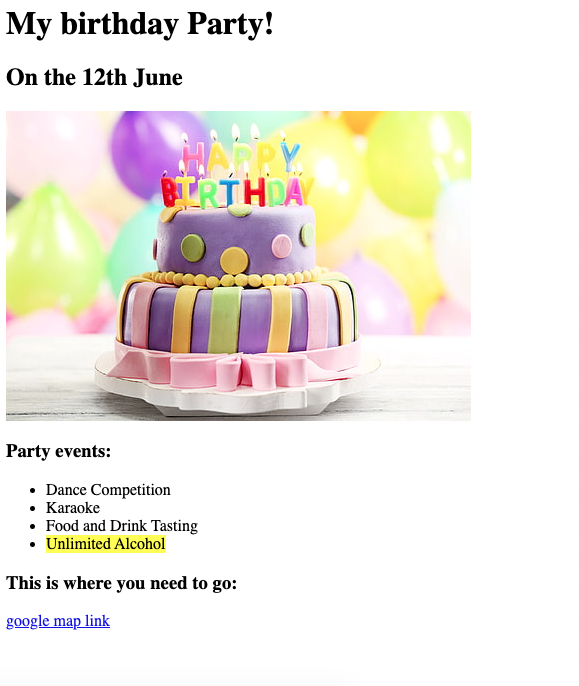 My birthday Party!
On the 12th June
HAPPY
BIRTHDAY
Party events:
Dance Competition
Karaoke
Food and Drink Tasting
Unlimited Alcohol
This is where you need to go:
google map link